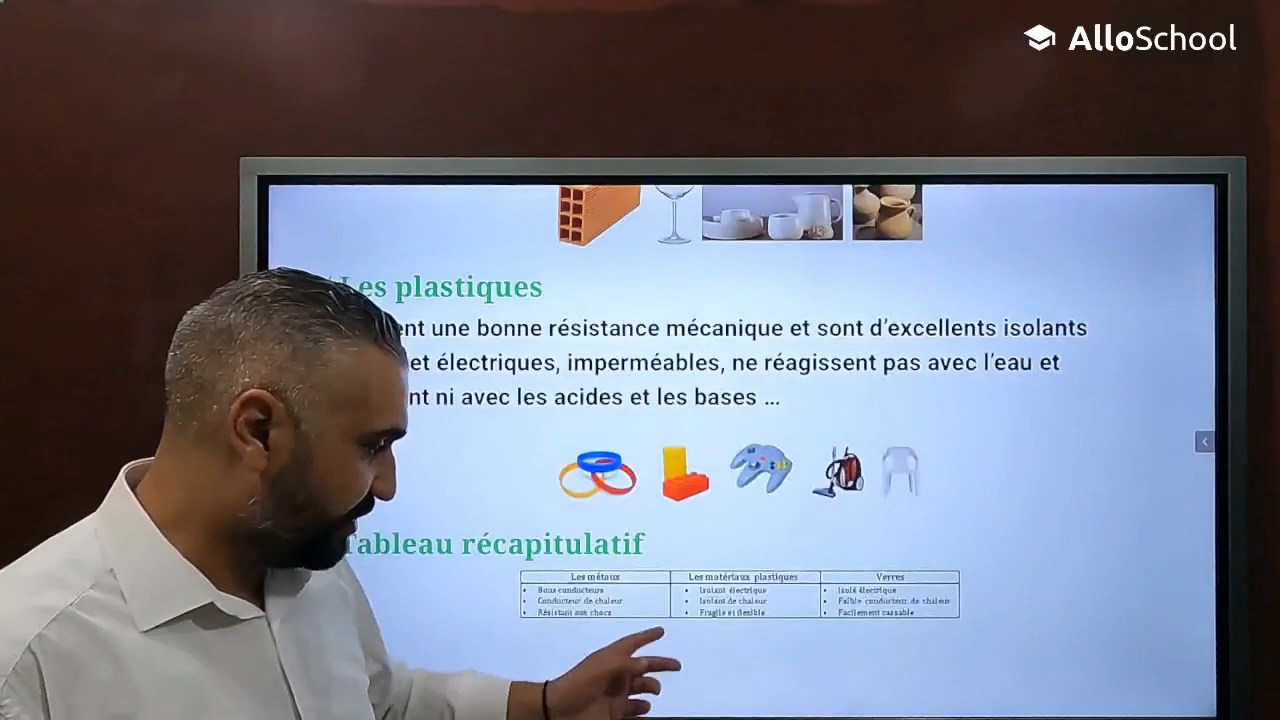 AlloSchool
Les plastiques
une bonne résistance mécanique et sont d'excellents isolants
et électriques, imperméables, ne réagissent pas avec l'eau et
ni avec les acides et les bases ...
Tableau récapitulatif
Les métaux Les matériaux plastiques Verres
• Bons conducteurs • Isolant électrique • Isolé électrique
• Conducteur de chaleur • Isolant de chaleur • Faible conducteur de chaleur
• Résistant aux chocs • Fragile et flexible • Facilement cassable